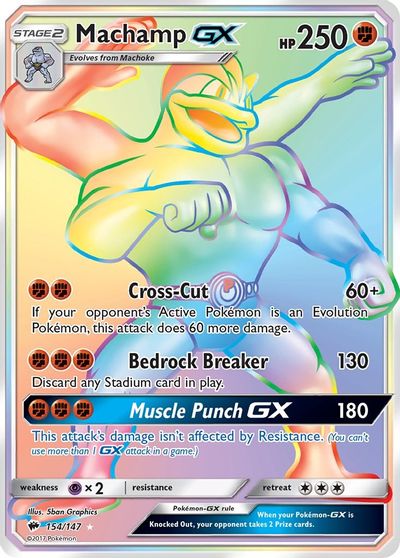 STAGE 2 Machamp GX HP 250
Evolves from Machoke
Cross-Cut 60+
If your opponent's Active Pokémon is an Evolution
Pokémon, this attack does 60 more damage.
Bedrock Breaker 130
Discard any Stadium card in play.
Muscle Punch GX 180
This attack's damage isn't affected by Resistance. (You can't
use more than 1 GX attack in a game.)
weakness × 2 resistance retreat
Illus. 5ban Graphics
Pokémon-GX rule
When your Pokémon-GX is
Knocked Out, your opponent takes 2 Prize cards.
154/147
©2017 Pokémon